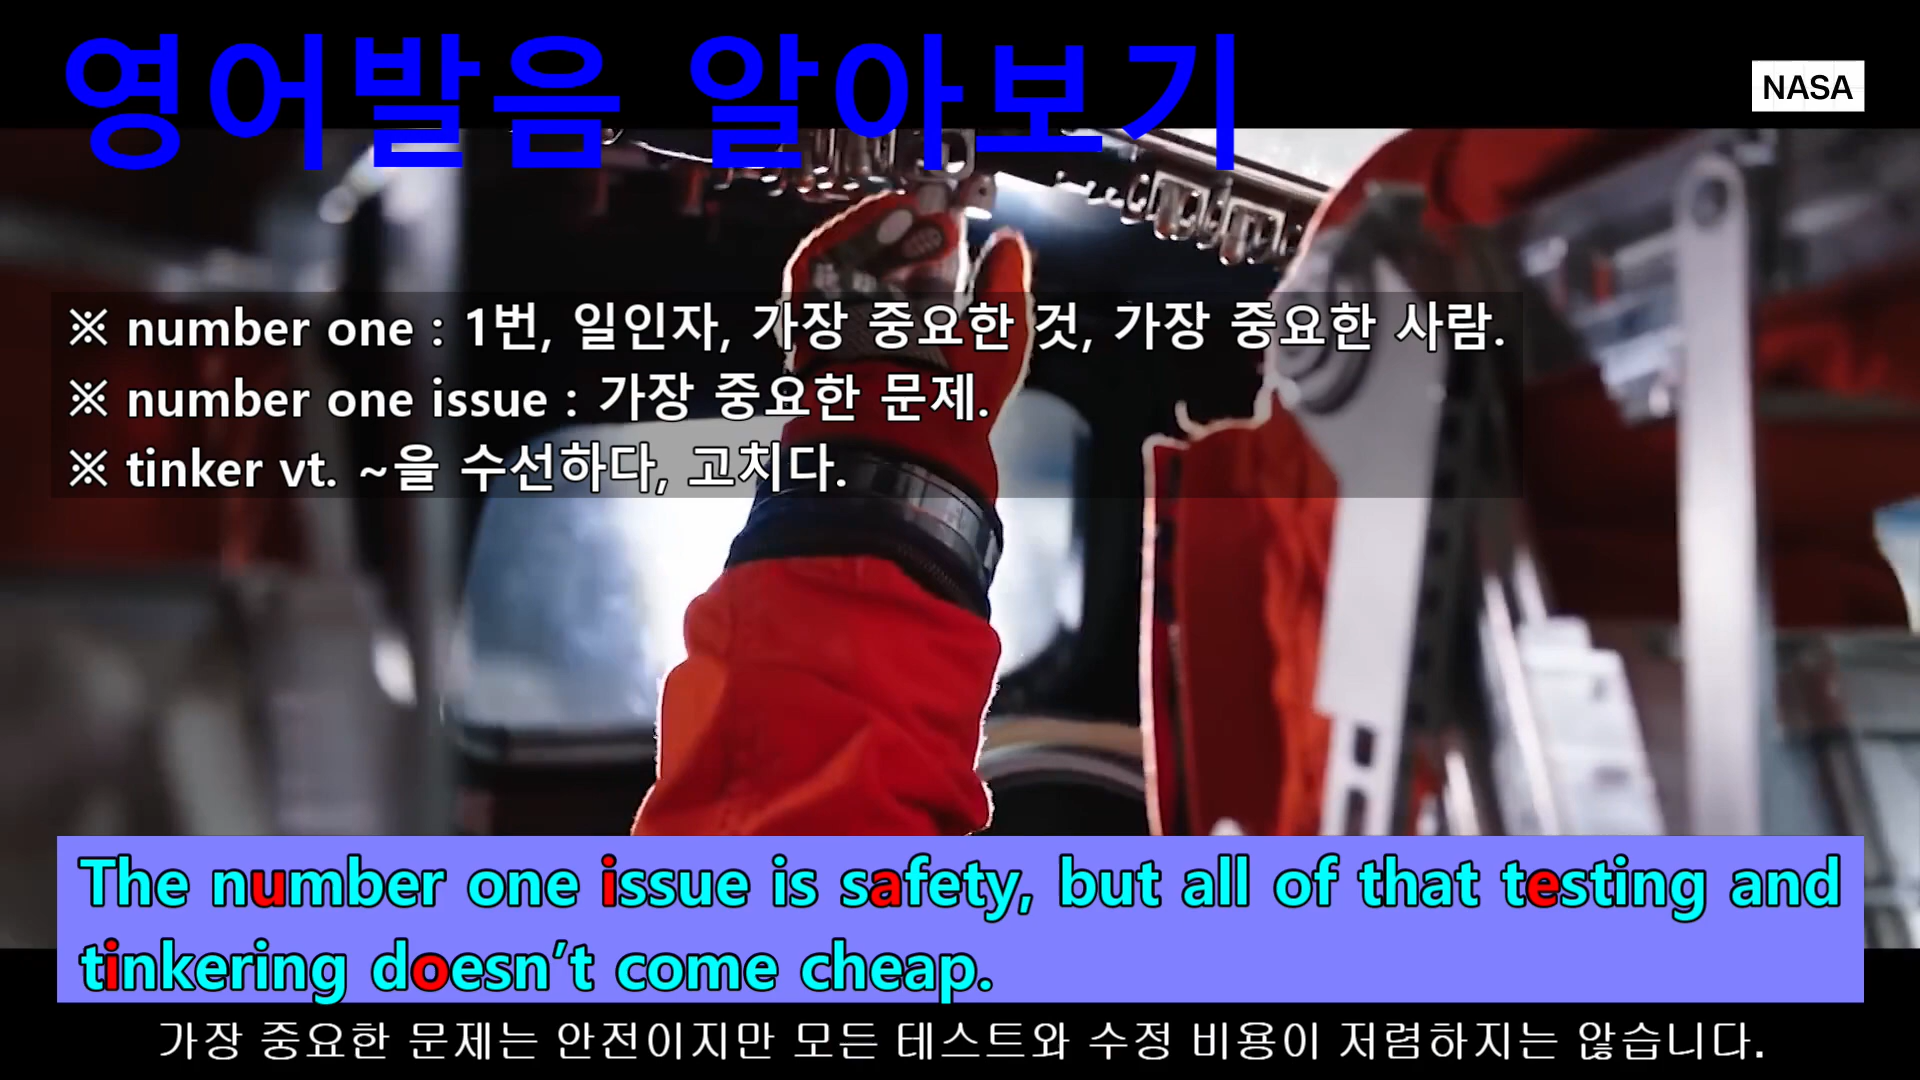 영어발음 알아보기
NASA
※ number one : 1번, 일인자, 가장 중요한 것, 가장 중요한 사람.
※ number one issue : 가장 중요한 문제.
※ tinker vt. ~을 수선하다, 고치다.
The number one issue is safety, but all of that testing and
tinkering doesn’t come cheap.
가장 중요한 문제는 안전이지만 모든 테스트와 수정 비용이 저렴하지는 않습니다.